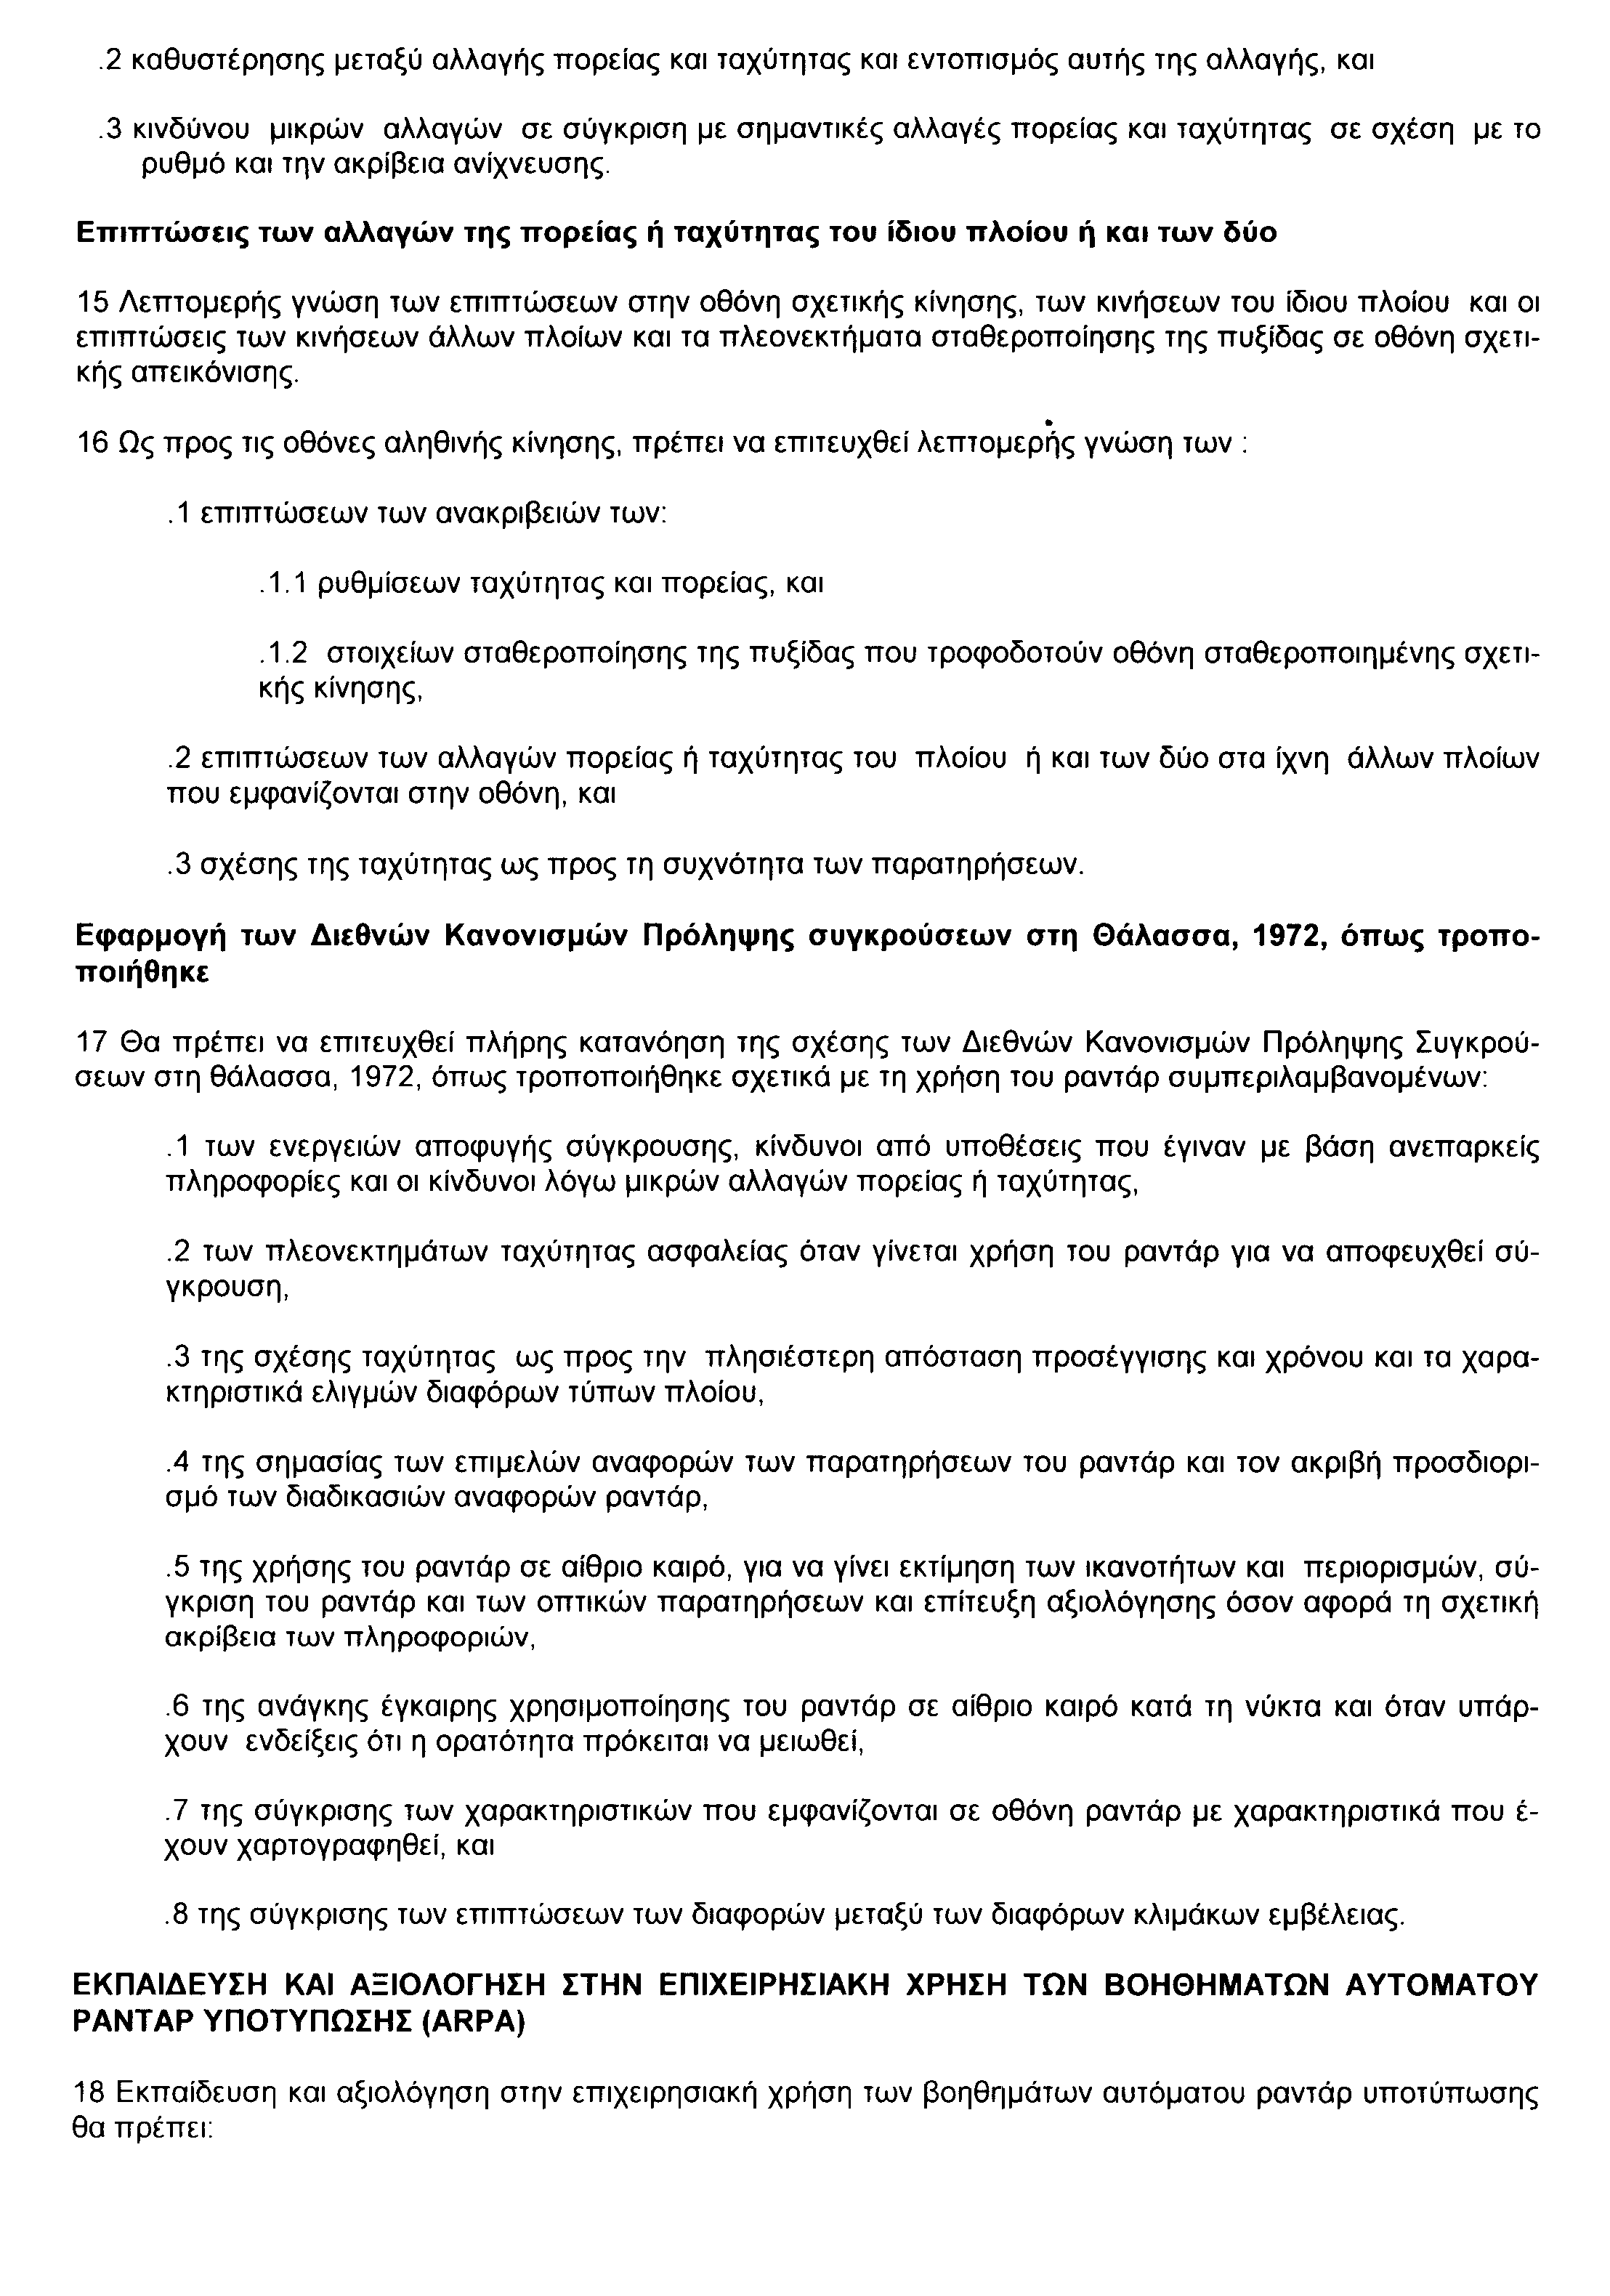 .2 καθυστέρησης μεταξύ αλλαγής πορείας και ταχύτητας και εντοπισμός αυτής της αλλαγής, και
.3 κινδύνου μικρών αλλαγών σε σύγκριση με σημαντικές αλλαγές πορείας και ταχύτητας σε σχέση με το
ρυθμό και την ακρίβεια ανίχνευσης.
Επιπτώσεις των αλλαγών της πορείας ή ταχύτητας του ίδιου πλοίου ή και των δύο
15 Λεπτομερής γνώση των επιπτώσεων στην οθόνη σχετικής κίνησης, των κινήσεων του ίδιου πλοίου και οι
επιπτώσεις των κινήσεων άλλων πλοίων και τα πλεονεκτήματα σταθεροποίησης της πυξίδας σε οθόνη σχετι-
κής απεικόνισης.
16 Ως προς τις οθόνες αληθινής κίνησης, πρέπει να επιτευχθεί λεπτομερής γνώση των :
.1 επιπτώσεων των ανακριβειών των:
.1.1 ρυθμίσεων ταχύτητας και πορείας, και
.1.2 στοιχείων σταθεροποίησης της πυξίδας που τροφοδοτούν οθόνη σταθεροποιημένης σχετι-
κής κίνησης,
.2 επιπτώσεων των αλλαγών πορείας ή ταχύτητας του πλοίου ή και των δύο στα ίχνη άλλων πλοίων
που εμφανίζονται στην οθόνη, και
.3 σχέσης της ταχύτητας ως προς τη συχνότητα των παρατηρήσεων.
Εφαρμογή των Διεθνών Κανονισμών Πρόληψης συγκρούσεων στη Θάλασσα, 1972, όπως τροπο-
ποιήθηκε
17 Θα πρέπει να επιτευχθεί πλήρης κατανόηση της σχέσης των Διεθνών Κανονισμών Πρόληψης Συγκρού-
σεων στη θάλασσα, 1972, όπως τροποποιήθηκε σχετικά με τη χρήση του ραντάρ συμπεριλαμβανομένων:
.1 των ενεργειών αποφυγής σύγκρουσης, κίνδυνοι από υποθέσεις που έγιναν με βάση ανεπαρκείς
πληροφορίες και οι κίνδυνοι λόγω μικρών αλλαγών πορείας ή ταχύτητας,
.2 των πλεονεκτημάτων ταχύτητας ασφαλείας όταν γίνεται χρήση του ραντάρ για να αποφευχθεί σύ-
γκρουση,
.3 της σχέσης ταχύτητας ως προς την πλησιέστερη απόσταση προσέγγισης και χρόνου και τα χαρα-
κτηριστικά ελιγμών διαφόρων τύπων πλοίου,
.4 της σημασίας των επιμελών αναφορών των παρατηρήσεων του ραντάρ και τον ακριβή προσδιορι-
σμό των διαδικασιών αναφορών ραντάρ,
.5 της χρήσης του ραντάρ σε αίθριο καιρό, για να γίνει εκτίμηση των ικανοτήτων και περιορισμών, σύ-
γκριση του ραντάρ και των οπτικών παρατηρήσεων και επίτευξη αξιολόγησης όσον αφορά τη σχετική
ακρίβεια των πληροφοριών,
.6 της ανάγκης έγκαιρης χρησιμοποίησης του ραντάρ σε αίθριο καιρό κατά τη νύκτα και όταν υπάρ-
χουν ενδείξεις ότι η ορατότητα πρόκειται να μειωθεί,
.7 της σύγκρισης των χαρακτηριστικών που εμφανίζονται σε οθόνη ραντάρ με χαρακτηριστικά που έ-
χουν χαρτογραφηθεί, και
.8 της σύγκρισης των επιπτώσεων των διαφορών μεταξύ των διαφόρων κλιμάκων εμβέλειας.
ΕΚΠΑΙΔΕΥΣΗ ΚΑΙ ΑΞΙΟΛΟΓΗΣΗ ΣΤΗΝ ΕΠΙΧΕΙΡΗΣΙΑΚΗ ΧΡΗΣΗ ΤΩΝ ΒΟΗΘΗΜΑΤΩΝ ΑΥΤΟΜΑΤΟΥ
ΡΑΝΤΑΡ ΥΠΟΤΥΠΩΣΗΣ (ARPA)
18 Εκπαίδευση και αξιολόγηση στην επιχειρησιακή χρήση των βοηθημάτων αυτόματου ραντάρ υποτύπωσης
θα πρέπει: